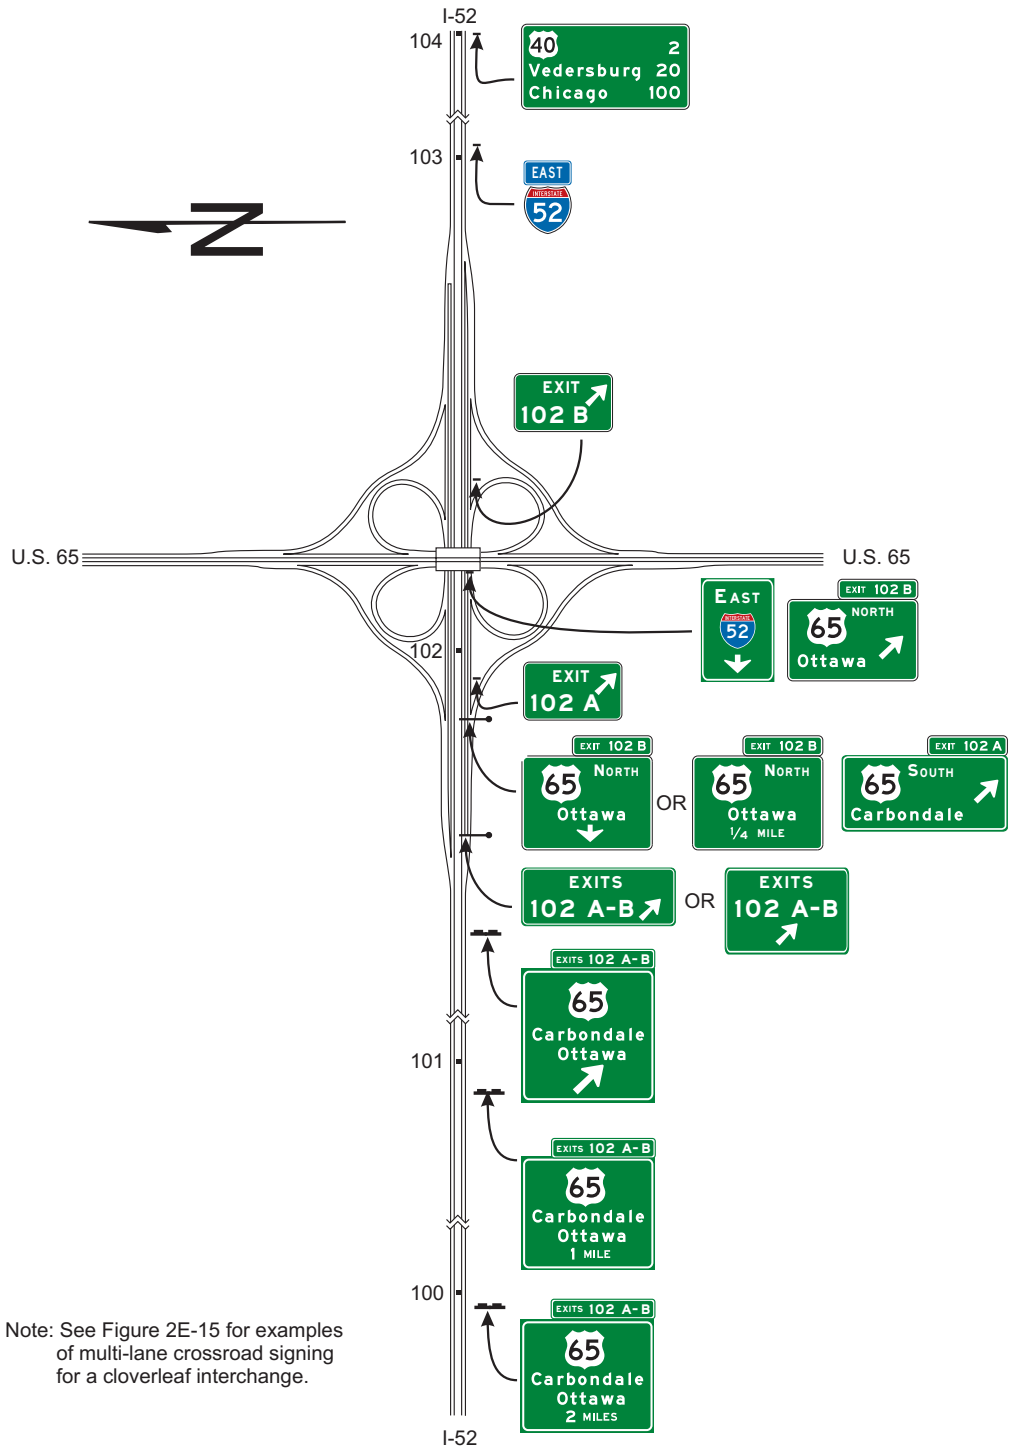 I-52
104
40 2
Vedersburg 20
Chicago 100
103
EAST
INTERSTATE
52
N
EXIT
102 B
U.S. 65
U.S. 65
EAST
INTERSTATE
52
EXIT 102 B
65 NORTH
Ottawa
102
EXIT
102 A
EXIT 102 B
65 NORTH
Ottawa
OR
EXIT 102 B
65 NORTH
Ottawa
1/4 MILE
EXIT 102 A
65 SOUTH
Carbondale
EXITS
102 A-B
OR
EXITS
102 A-B
EXITS 102 A-B
65
Carbondale
Ottawa
101
EXITS 102 A-B
65
Carbondale
Ottawa
1 MILE
100
EXITS 102 A-B
65
Carbondale
Ottawa
2 MILES
Note: See Figure 2E-15 for examples
of multi-lane crossroad signing
for a cloverleaf interchange.
I-52